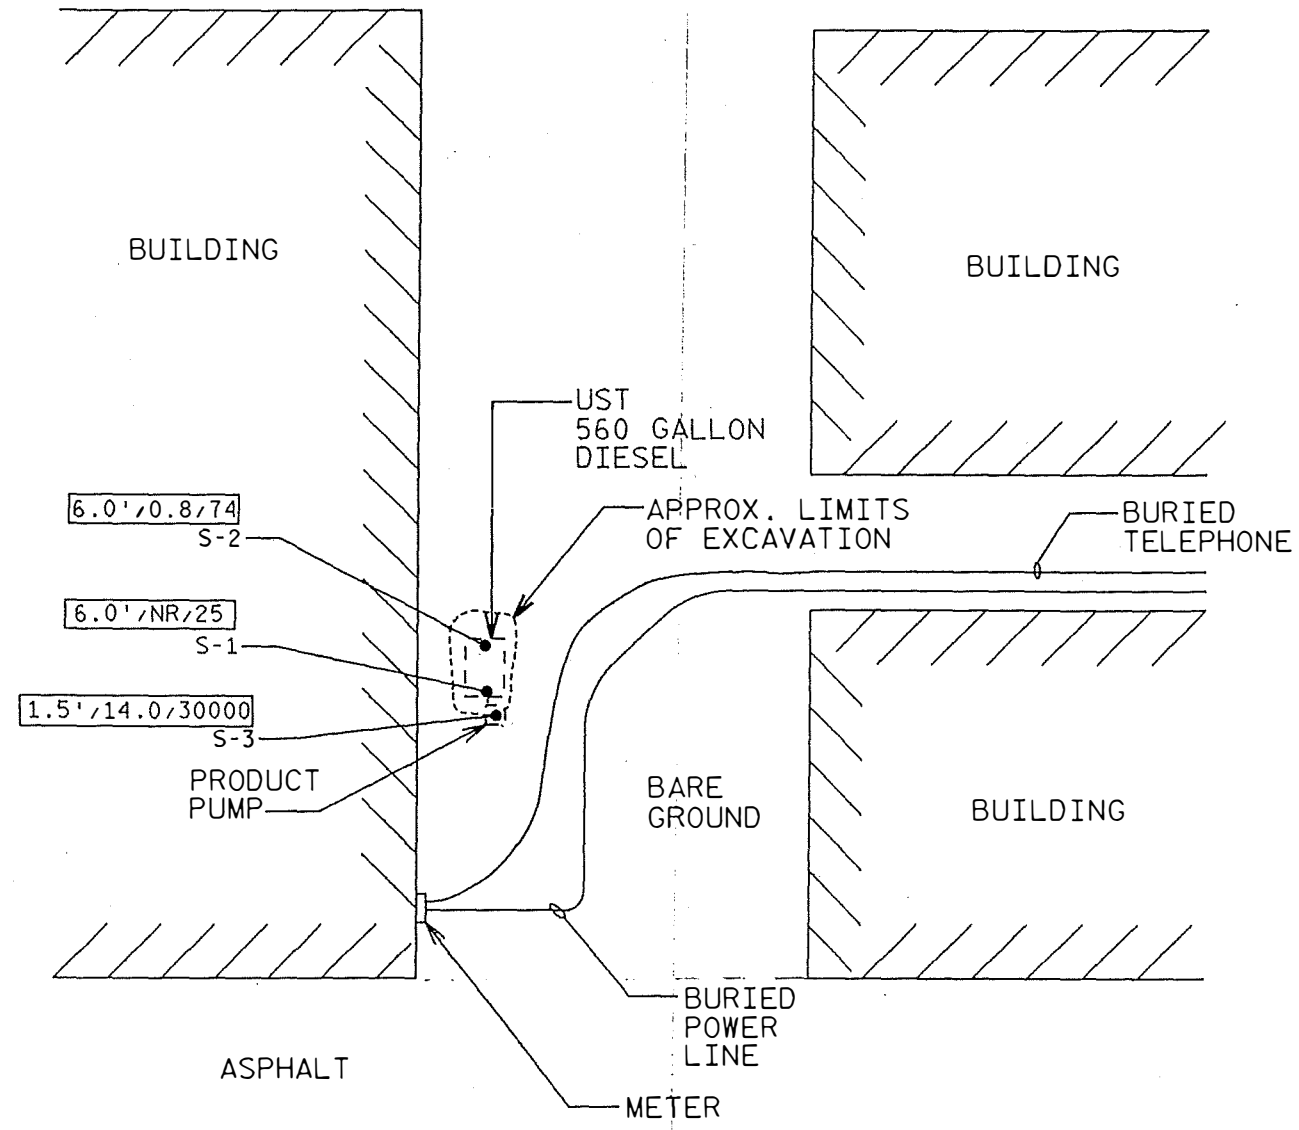 BUILDING
BUILDING
UST
560 GALLON
DIESEL
6.0'/0.8/74
S-2
APPROX. LIMITS
OF EXCAVATION
BURIED
TELEPHONE
6.0'/NR/25
S-1
1.5'/14.0/30000
S-3
PRODUCT
PUMP
BARE
GROUND
BUILDING
BURIED
POWER
LINE
ASPHALT
METER